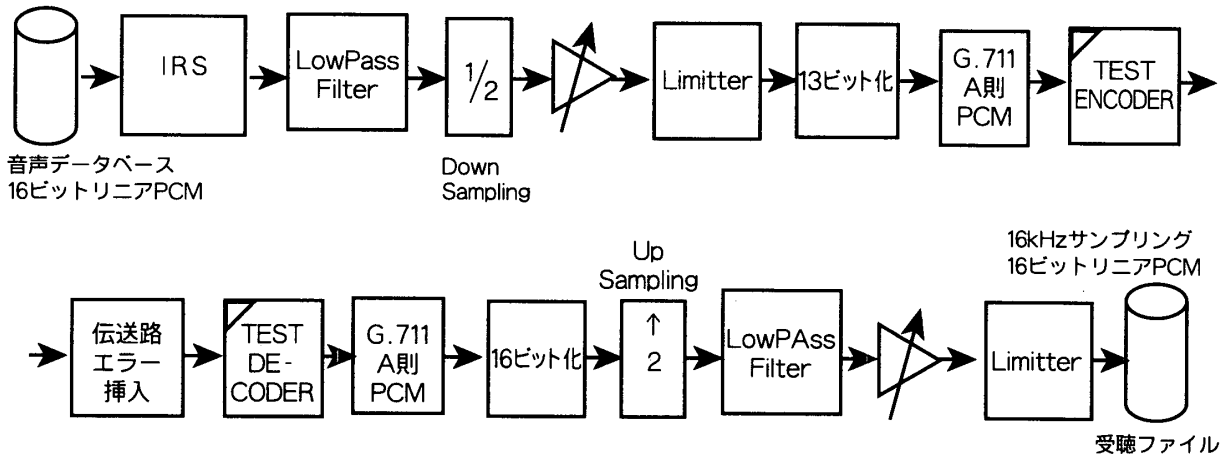 音声データベース
16ビットリニアPCM
IRS
LowPass
Filter
1/2
Down
Sampling
Limitter
13ビット化
G.711
A則
PCM
TEST
ENCODER
伝送路
エラー
挿入
TEST
DE-
CODER
G.711
A則
PCM
16ビット化
Up
Sampling
↑
2
LowPAss
Filter
Limitter
16kHzサンプリング
16ビットリニアPCM
受聴ファイル